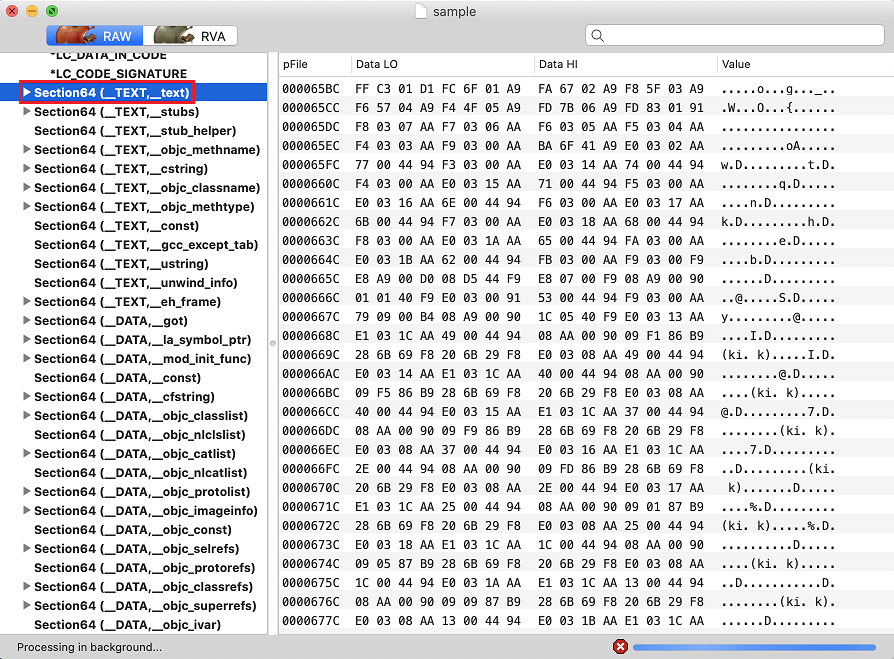 sample
RAW RVA
*LC_DATA_IN_CODE
*LC_CODE_SIGNATURE
Section64 (__TEXT,__text)
Section64 (__TEXT,__stubs)
Section64 (__TEXT,__stub_helper)
Section64 (__TEXT,__objc_methname)
Section64 (__TEXT,__cstring)
Section64 (__TEXT,__objc_classname)
Section64 (__TEXT,__objc_methtype)
Section64 (__TEXT,__const)
Section64 (__TEXT,__gcc_except_tab)
Section64 (__TEXT,__ustring)
Section64 (__TEXT,__unwind_info)
Section64 (__TEXT,__eh_frame)
Section64 (__DATA,__got)
Section64 (__DATA,__la_symbol_ptr)
Section64 (__DATA,__mod_init_func)
Section64 (__DATA,__const)
Section64 (__DATA,__cfstring)
Section64 (__DATA,__objc_classlist)
Section64 (__DATA,__objc_nlclslist)
Section64 (__DATA,__objc_catlist)
Section64 (__DATA,__objc_nlcatlist)
Section64 (__DATA,__objc_protolist)
Section64 (__DATA,__objc_imageinfo)
Section64 (__DATA,__objc_const)
Section64 (__DATA,__objc_selrefs)
Section64 (__DATA,__objc_protorefs)
Section64 (__DATA,__objc_classrefs)
Section64 (__DATA,__objc_superrefs)
Section64 (__DATA,__objc_ivar)
pFile Data LO Data HI Value
000065BC FF C3 01 D1 FC 6F 01 A9 FA 67 02 A9 F8 5F 03 A9 .....o...g..._..
000065CC F6 57 04 A9 F4 4F 05 A9 FD 7B 06 A9 FD 83 01 91 .W...O...{......
000065DC F8 03 07 AA F7 03 06 AA F6 03 05 AA F5 03 04 AA ................
000065EC F4 03 03 AA F9 03 00 AA BA 6F 41 A9 E0 03 02 AA .........oA.....
000065FC 77 00 44 94 F3 03 00 AA E0 03 14 AA 74 00 44 94 w.D.........t.D.
0000660C F4 03 00 AA E0 03 15 AA 71 00 44 94 F5 03 00 AA ........q.D.....
0000661C E0 03 16 AA 6E 00 44 94 F6 03 00 AA E0 03 17 AA ....n.D.........
0000662C 6B 00 44 94 F7 03 00 AA E0 03 18 AA 68 00 44 94 k.D.........h.D.
0000663C F8 03 00 AA E0 03 1A AA 65 00 44 94 FA 03 00 AA ........e.D.....
0000664C E0 03 1B AA 62 00 44 94 FB 03 00 AA F9 03 00 F9 ....b.D.........
0000665C E8 A9 00 D0 08 D5 44 F9 E8 07 00 F9 08 A9 00 90 ......D.........
0000666C 01 01 40 F9 E0 03 00 91 53 00 44 94 F9 03 00 AA ..@.....S.D.....
0000667C 79 09 00 B4 08 A9 00 90 1C 05 40 F9 E0 03 13 AA y.........@.....
0000668C E1 03 1C AA 49 00 44 94 08 AA 00 90 09 F1 86 B9 ....I.D.........
0000669C 28 6B 69 F8 20 6B 29 F8 E0 03 08 AA 49 00 44 94 (ki. k).....I.D.
000066AC E0 03 14 AA E1 03 1C AA 40 00 44 94 08 AA 00 90 ........@.D.....
000066BC 09 F5 86 B9 28 6B 69 F8 20 6B 29 F8 E0 03 08 AA ....(ki. k).....
000066CC 40 00 44 94 E0 03 15 AA E1 03 1C AA 37 00 44 94 @.D.........7.D.
000066DC 08 AA 00 90 09 F9 86 B9 28 6B 69 F8 20 6B 29 F8 ........(ki. k).
000066EC E0 03 08 AA 37 00 44 94 E0 03 16 AA E1 03 1C AA ....7.D.........
000066FC 2E 00 44 94 08 AA 00 90 09 FD 86 B9 28 6B 69 F8 ..D.........(ki.
0000670C 20 6B 29 F8 E0 03 08 AA 2E 00 44 94 E0 03 17 AA k).......D.....
0000671C E1 03 1C AA 25 00 44 94 08 AA 00 90 09 01 87 B9 ....%.D.........
0000672C 28 6B 69 F8 20 6B 29 F8 E0 03 08 AA 25 00 44 94 (ki. k).....%.D.
0000673C E0 03 18 AA E1 03 1C AA 1C 00 44 94 08 AA 00 90 ..........D.....
0000674C 09 05 87 B9 28 6B 69 F8 20 6B 29 F8 E0 03 08 AA ....(ki. k).....
0000675C 1C 00 44 94 E0 03 1A AA E1 03 1C AA 13 00 44 94 ..D...........D.
0000676C 08 AA 00 90 09 09 87 B9 28 6B 69 F8 20 6B 29 F8 ........(ki. k).
0000677C E0 03 08 AA 13 00 44 94 E0 03 1B AA E1 03 1C AA ......D.........
Processing in background...